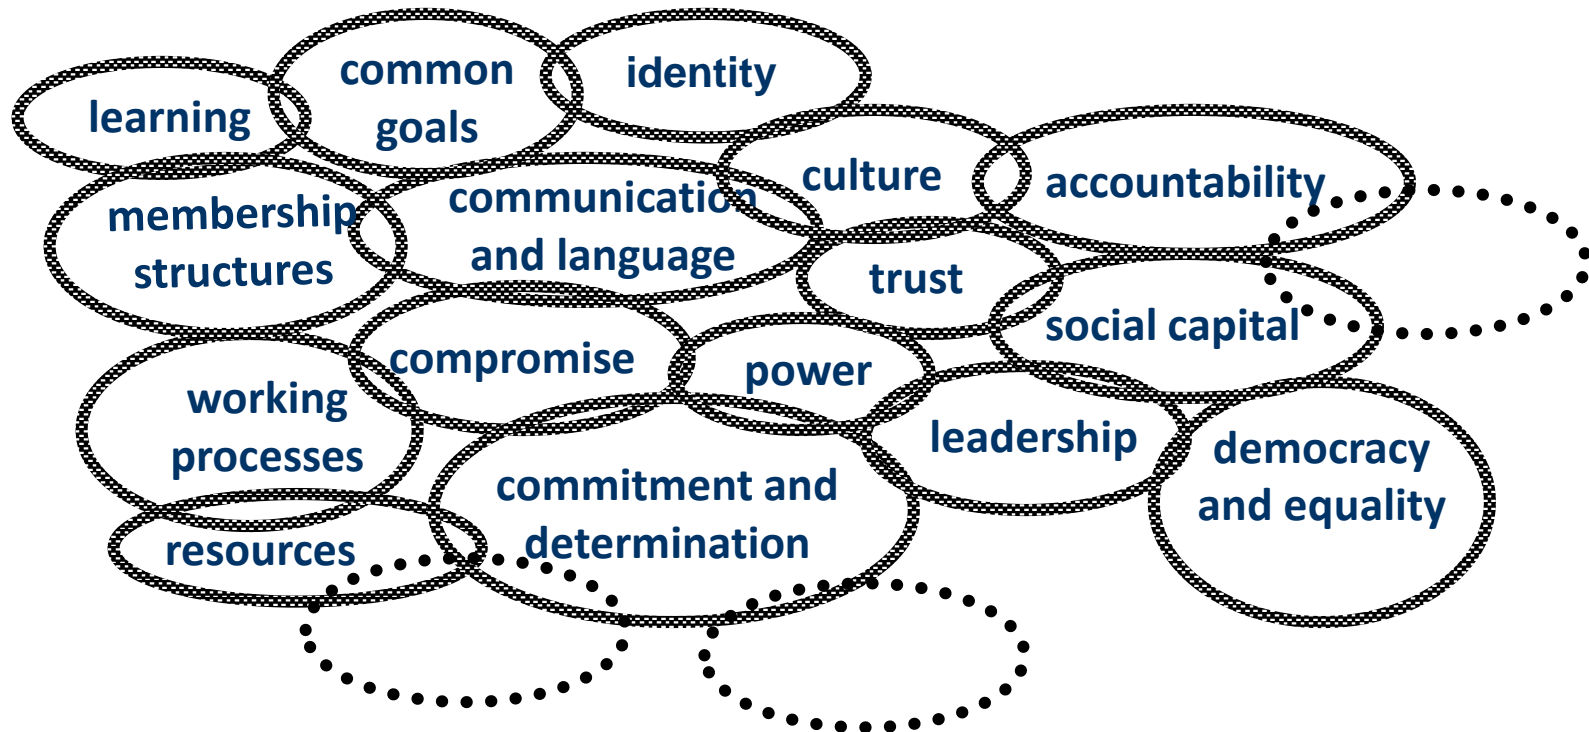 learning
common
goals
identity
culture
accountability
membership
structures
communication
and language
trust
social capital
compromise
power
working
processes
leadership
democracy
and equality
commitment and
determination
resources